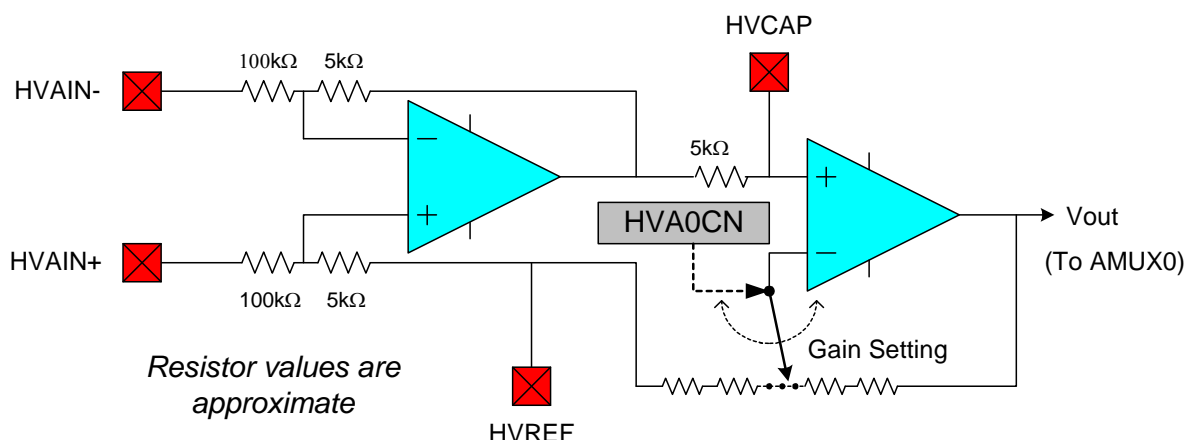 HVCAP
100kΩ
5kΩ
HVAIN-
−
5kΩ
+
+
HVA0CN
Vout
(To AMUX0)
−
HVAIN+
100kΩ
5kΩ
Gain Setting
Resistor values are
approximate
HVREF